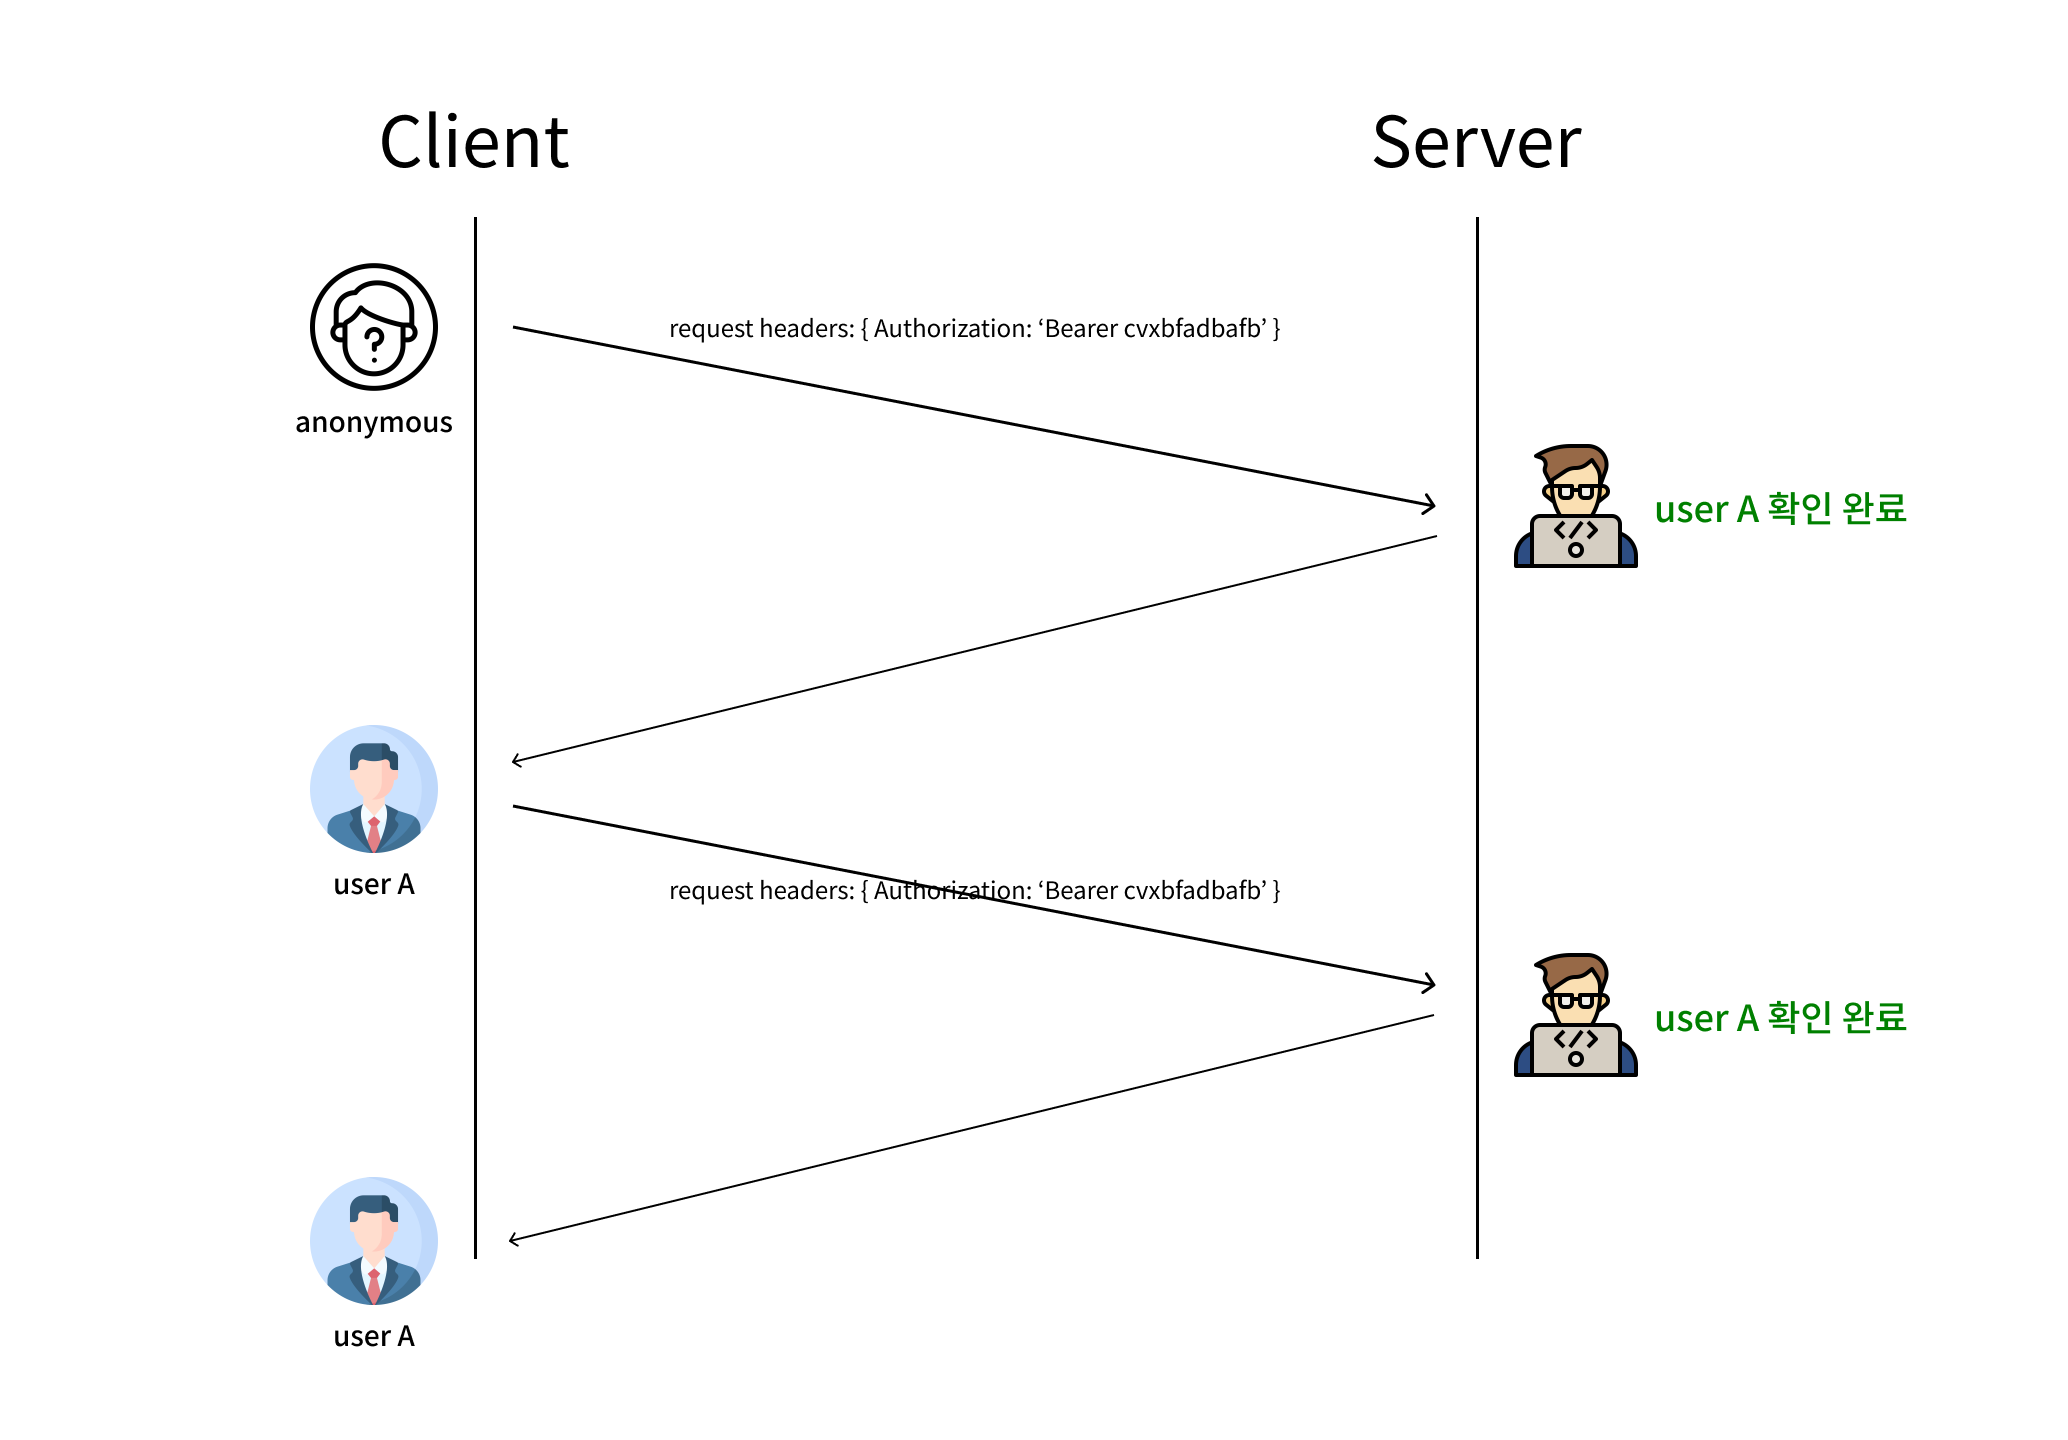 Client
Server
request headers: { Authorization: ‘Bearer cvxbfadbafb’ }
anonymous
user A 확인 완료
user A
request headers: { Authorization: ‘Bearer cvxbfadbafb’ }
user A 확인 완료
user A